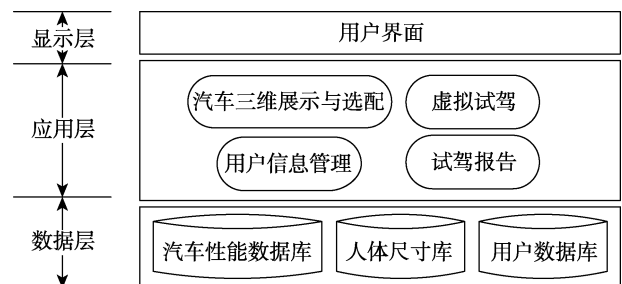 显示层
用户界面
应用层
汽车三维展示与选配
虚拟试驾
用户信息管理
试驾报告
数据层
汽车性能数据库
人体尺寸库
用户数据库